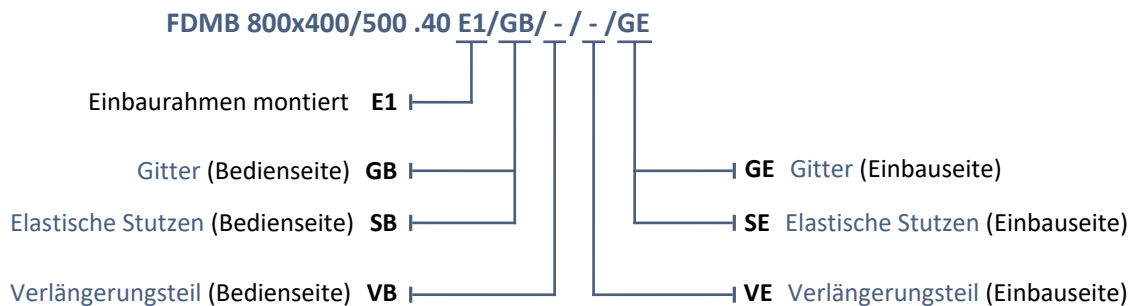 FDMB 800x400/500 .40 E1/GB/ - / - /GE
Einbaurahmen montiert E1
Gitter (Bedienseite) GB
GE Gitter (Einbauseite)
Elastische Stutzen (Bedienseite) SB
SE Elastische Stutzen (Einbauseite)
Verlängerungsteil (Bedienseite) VB
VE Verlängerungsteil (Einbauseite)